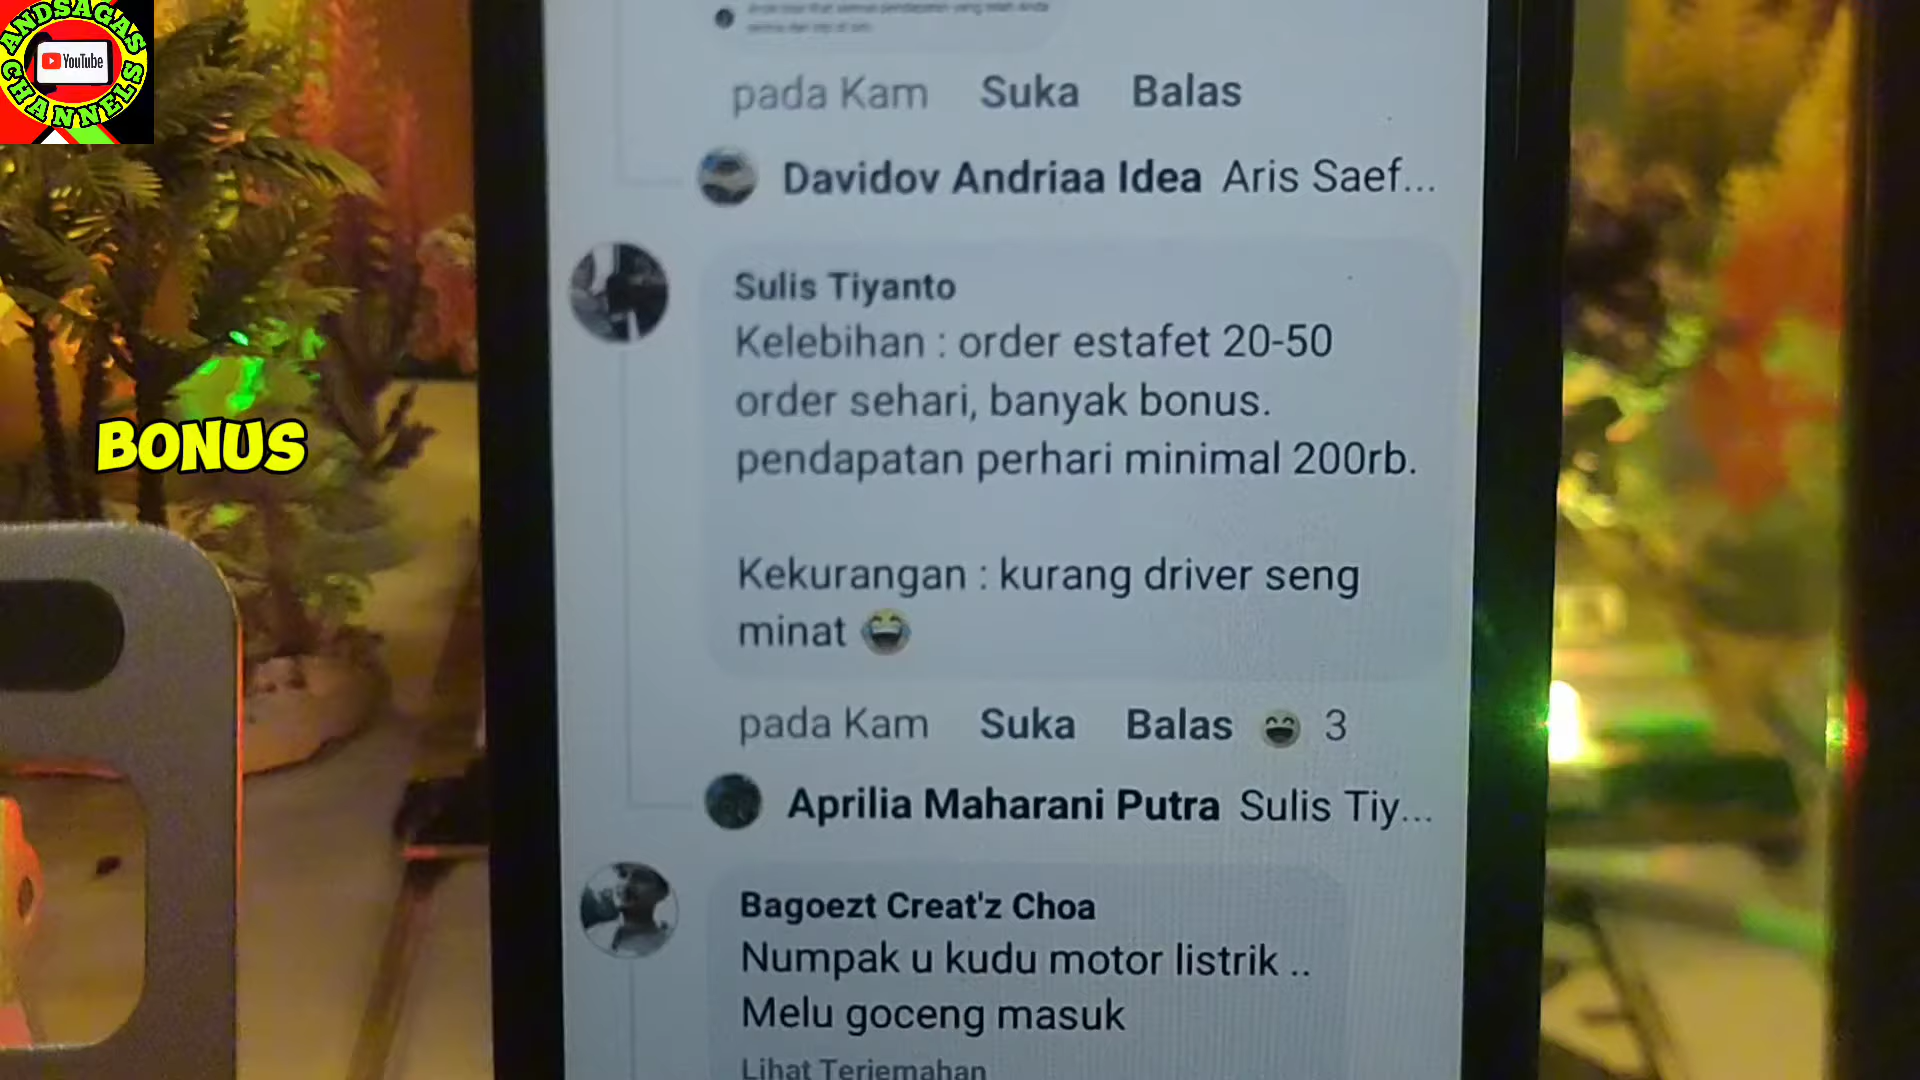 ANDSAGAS
YouTube
CHANNELS
pada Kam Suka Balas
Davidov Andriaa Idea Aris Saef...
Sulis Tiyanto
Kelebihan : order estafet 20-50
order sehari, banyak bonus.
pendapatan perhari minimal 200rb.
BONUS
Kekurangan : kurang driver seng
minat 😂
pada Kam Suka Balas 😄 3
Aprilia Maharani Putra Sulis Tiy...
Bagoezt Creat'z Choa
Numpak u kudu motor listrik ..
Melu goceng masuk
Lihat Terjemahan